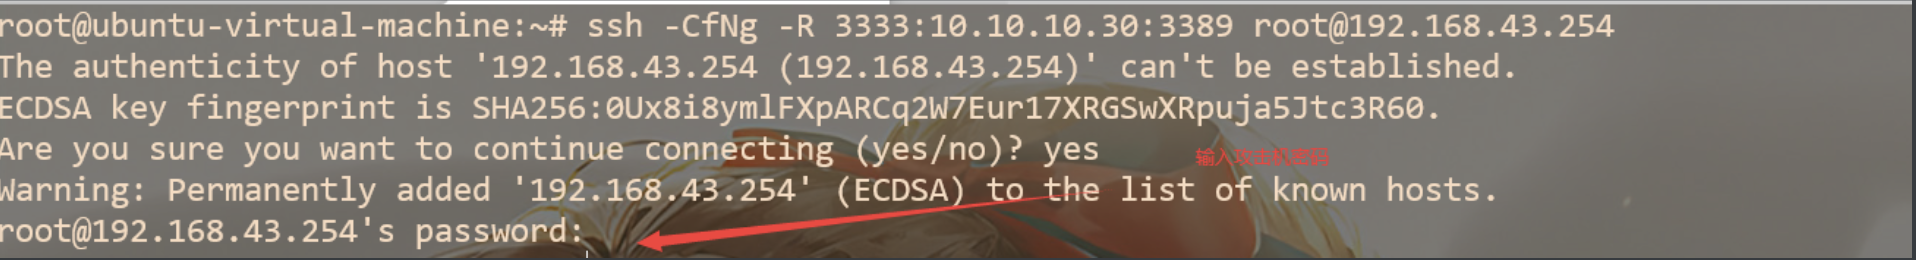 root@ubuntu-virtual-machine:~# ssh -CfNg -R 3333:10.10.10.30:3389 root@192.168.43.254
The authenticity of host '192.168.43.254 (192.168.43.254)' can't be established.
ECDSA key fingerprint is SHA256:0Ux8i8ymlFXpARCq2W7Eur17XRGSwXRpuja5Jtc3R60.
Are you sure you want to continue connecting (yes/no)? yes
输入攻击机密码
Warning: Permanently added '192.168.43.254' (ECDSA) to the list of known hosts.
root@192.168.43.254's password: